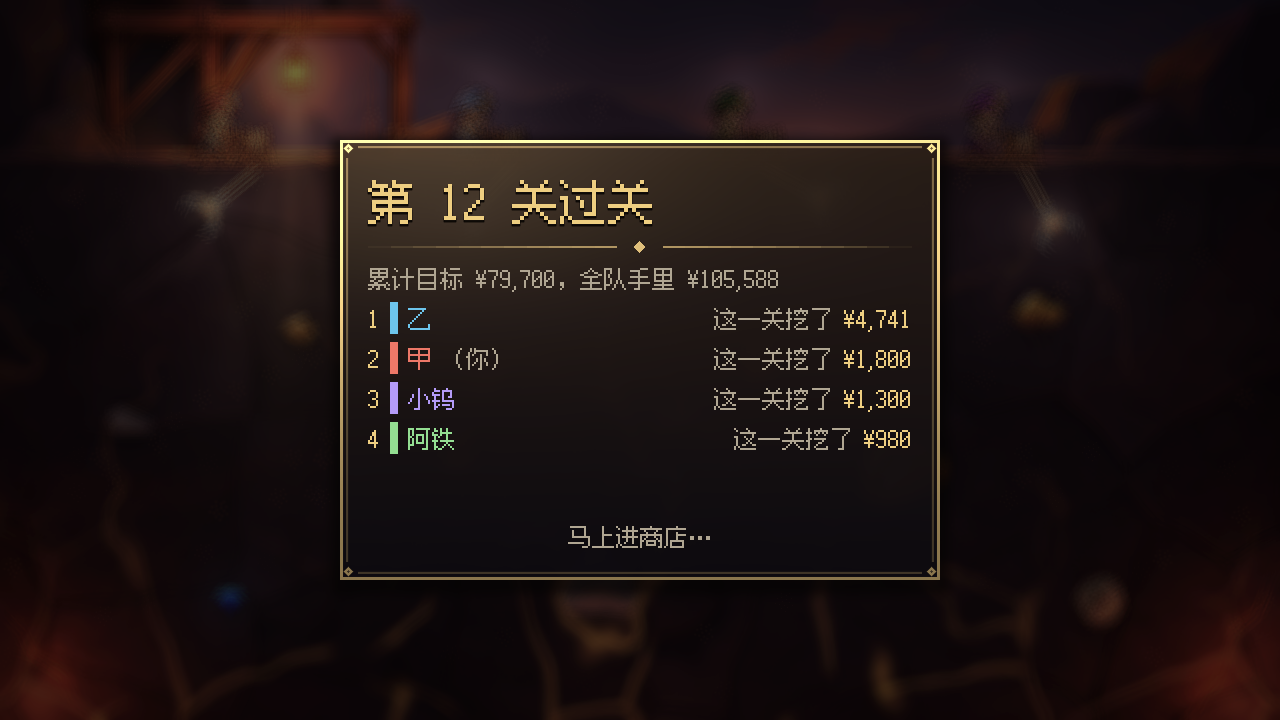 第 12 关过关
累计目标 ¥79,700，全队手里 ¥105,588
1 乙 这一关挖了 ¥4,741
2 甲 （你） 这一关挖了 ¥1,800
3 小钨 这一关挖了 ¥1,300
4 阿铁 这一关挖了 ¥980
马上进商店…